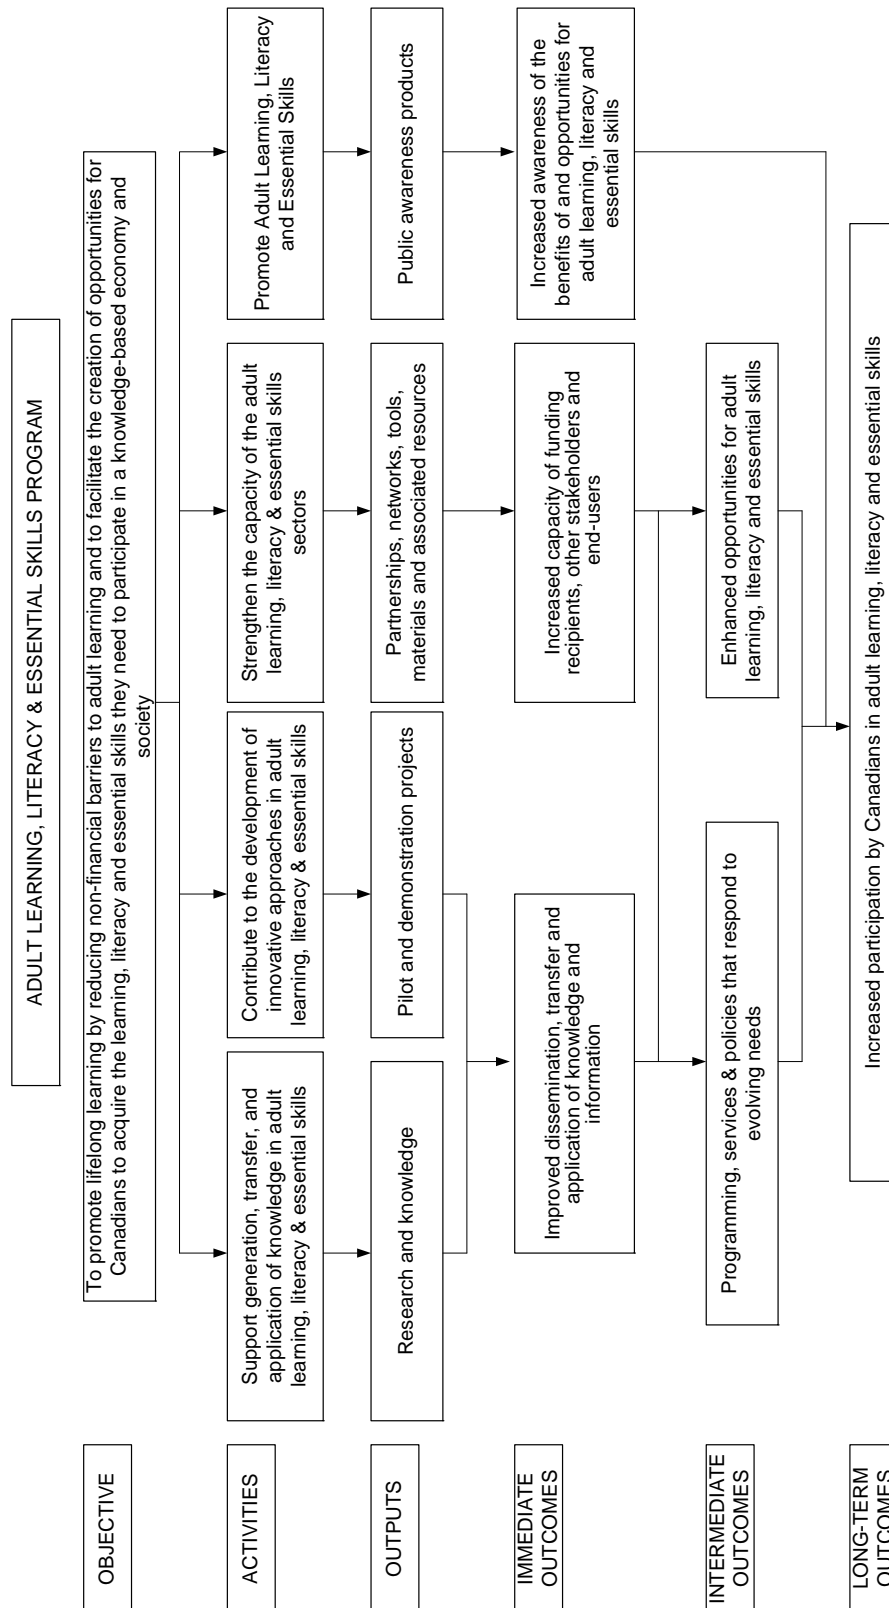 ADULT LEARNING, LITERACY & ESSENTIAL SKILLS PROGRAM
OBJECTIVE
To promote lifelong learning by reducing non-financial barriers to adult learning and to facilitate the creation of opportunities for
Canadians to acquire the learning, literacy and essential skills they need to participate in a knowledge-based economy and
society
ACTIVITIES
Support generation, transfer, and
application of knowledge in adult
learning, literacy & essential skills
Contribute to the development of
innovative approaches in adult
learning, literacy & essential skills
Strengthen the capacity of the adult
learning, literacy & essential skills
sectors
Promote Adult Learning, Literacy
and Essential Skills
OUTPUTS
Research and knowledge
Pilot and demonstration projects
Partnerships, networks, tools,
materials and associated resources
Public awareness products
IMMEDIATE
OUTCOMES
Improved dissemination, transfer and
application of knowledge and
information
Increased capacity of funding
recipients, other stakeholders and
end-users
Increased awareness of the
benefits of and opportunities for
adult learning, literacy and
essential skills
INTERMEDIATE
OUTCOMES
Programming, services & policies that respond to
evolving needs
Enhanced opportunities for adult
learning, literacy and essential skills
LONG-TERM
OUTCOMES
Increased participation by Canadians in adult learning, literacy and essential skills